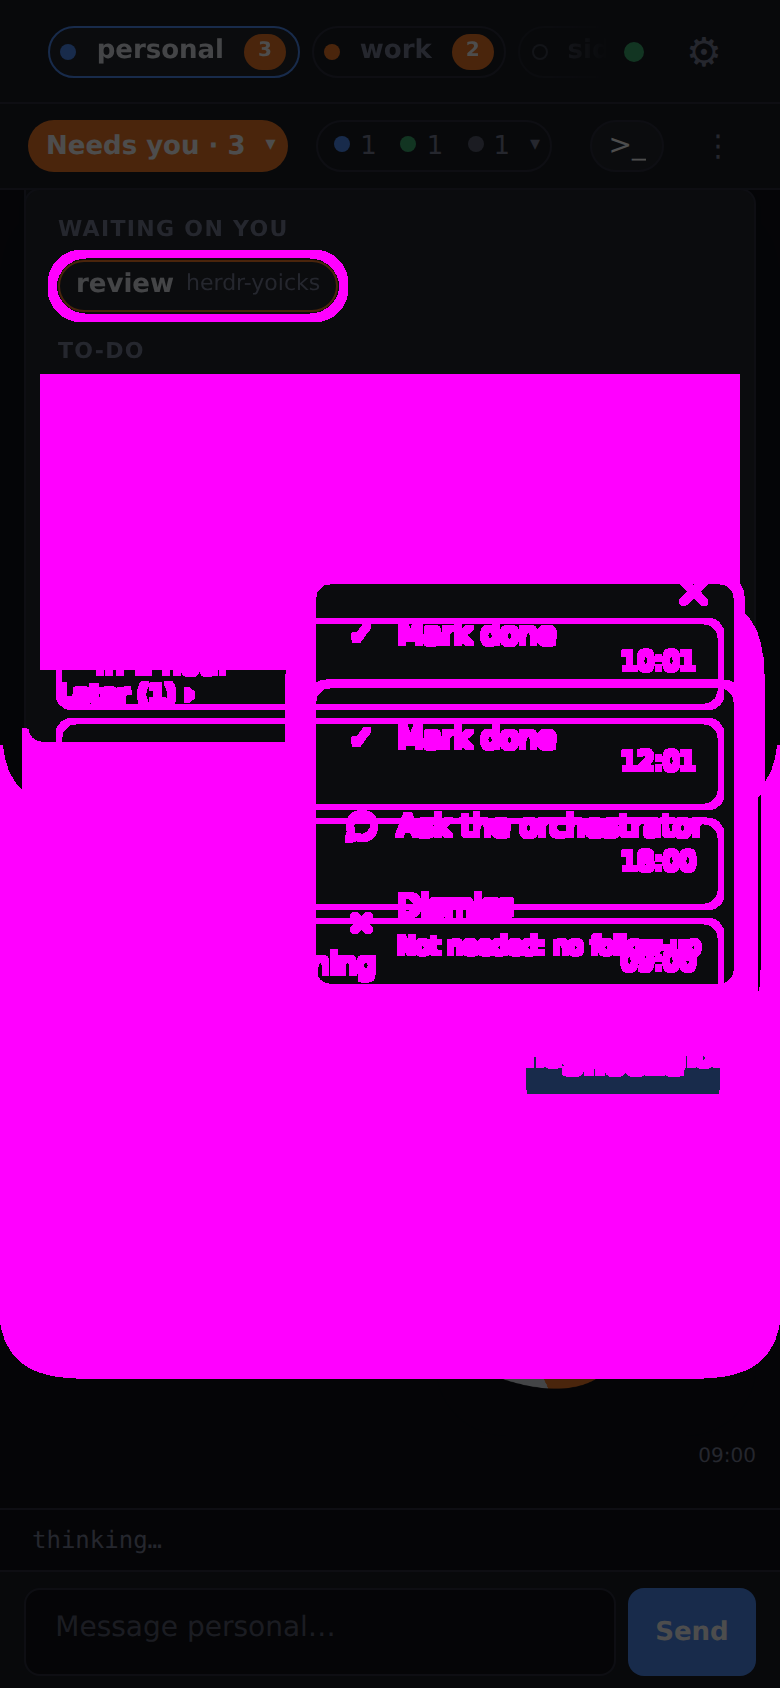 personal 3 work 2
Needs you · 3 ▾ 1 1 1 ▾ >_ ⋮
WAITING ON YOU
review herdr-yoicks
TO-DO
✓ Mark done
10:01
Later (1) ▸
✓ Mark done
12:01
Ask the orchestrator
18:00
Dismiss
Not needed: no follow-up
09:00
09:00
thinking…
Message personal…
Send